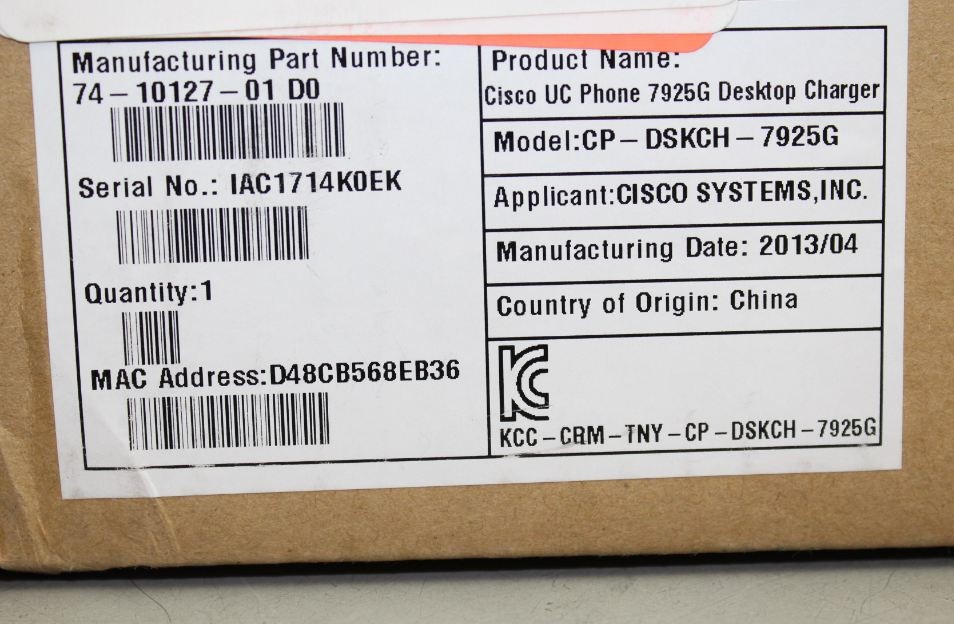 Manufacturing Part Number:
74-10127-01 D0
Serial No.: IAC1714K0EK
Quantity:1
MAC Address:D48CB568EB36
Product Name:
Cisco UC Phone 7925G Desktop Charger
Model:CP-DSKCH-7925G
Applicant:CISCO SYSTEMS,INC.
Manufacturing Date: 2013/04
Country of Origin: China
KC
KCC-CRM-TNY-CP-DSKCH-7925G